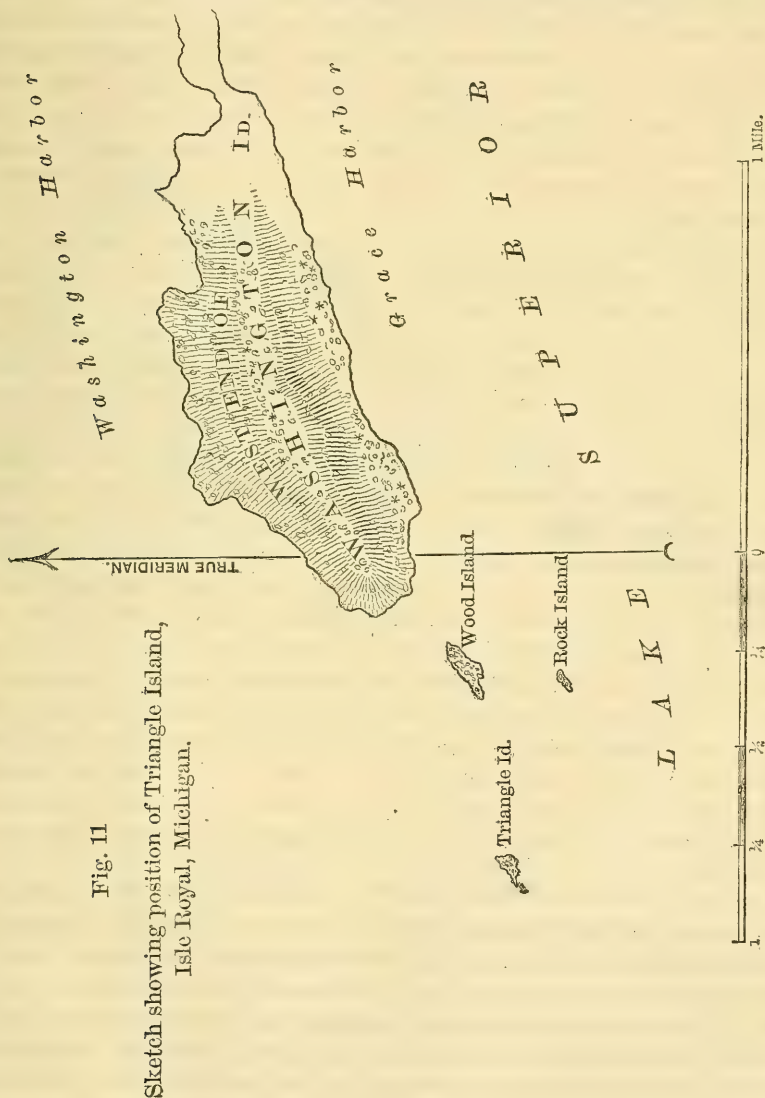 Fig. 11
Sketch showing position of Triangle Island,
Isle Royal, Michigan.
TRUE MERIDIAN.
Washington Harbor
WEST END OF
WASHINGTON ID.
Grace Harbor
Wood Island
Rock Island
Triangle Id.
LAKE SUPERIOR
1. ¾ ½ ¼ 0 1 Mile.